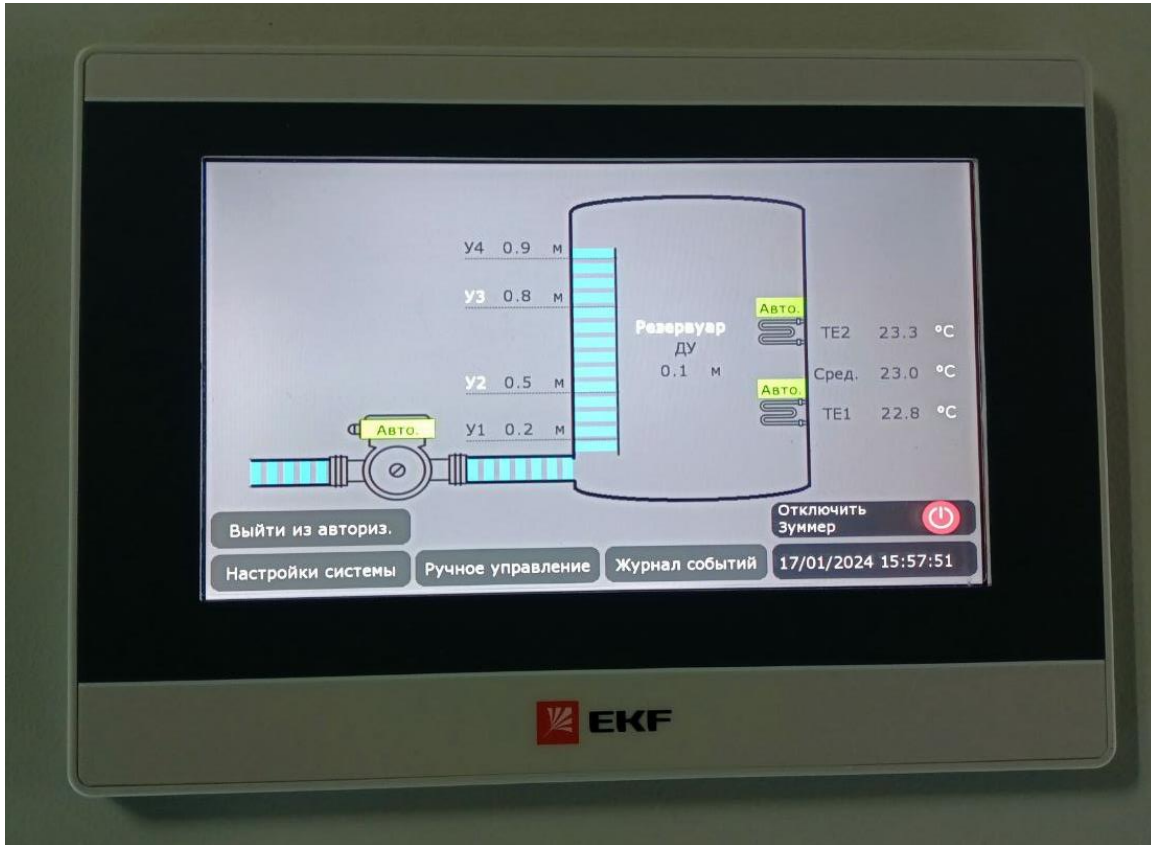 У4 0.9 м
У3 0.8 м
У2 0.5 м
У1 0.2 м
Авто.
Резервуар
ДУ
0.1 м
Авто.
ТЕ2 23.3 °C
Сред. 23.0 °C
Авто.
ТЕ1 22.8 °C
Выйти из авториз.
Отключить
Зуммер
Настройки системы
Ручное управление
Журнал событий
17/01/2024 15:57:51
EKF